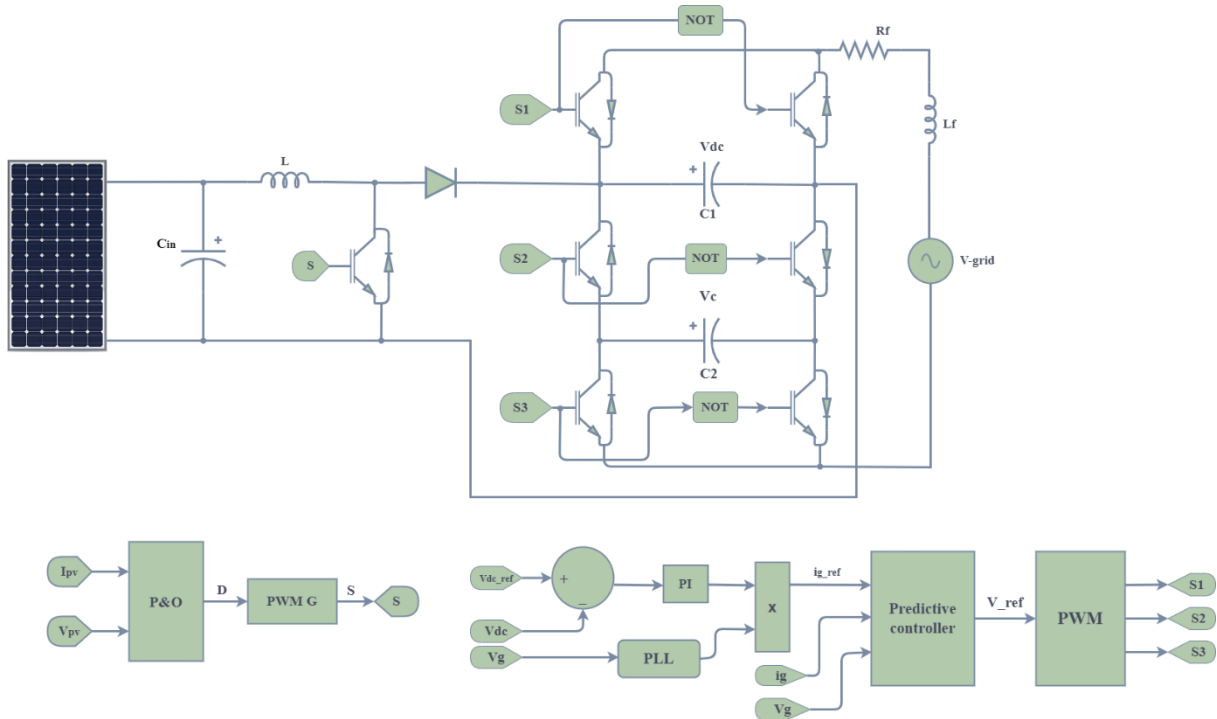 NOT
Rf
S1
Lf
Vdc
L
+
C1
Cin
+
S2
NOT
S
V-grid
Vc
+
C2
S3
NOT
Ipv
Vpv
P&O
D
PWM G
S
S
Vdc_ref
+
−
Vdc
Vg
PI
PLL
X
ig_ref
ig
Vg
Predictive
controller
V_ref
PWM
S1
S2
S3